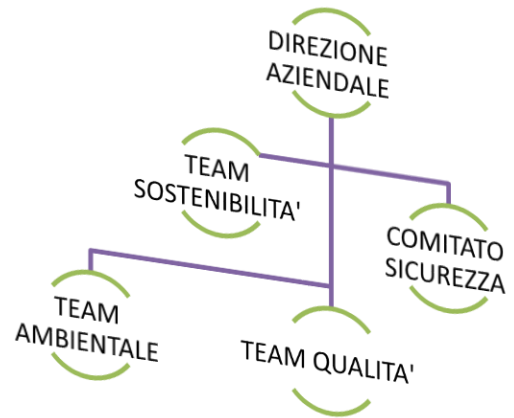 DIREZIONE
AZIENDALE
TEAM
SOSTENIBILITA'
COMITATO
SICUREZZA
TEAM
AMBIENTALE
TEAM QUALITA'